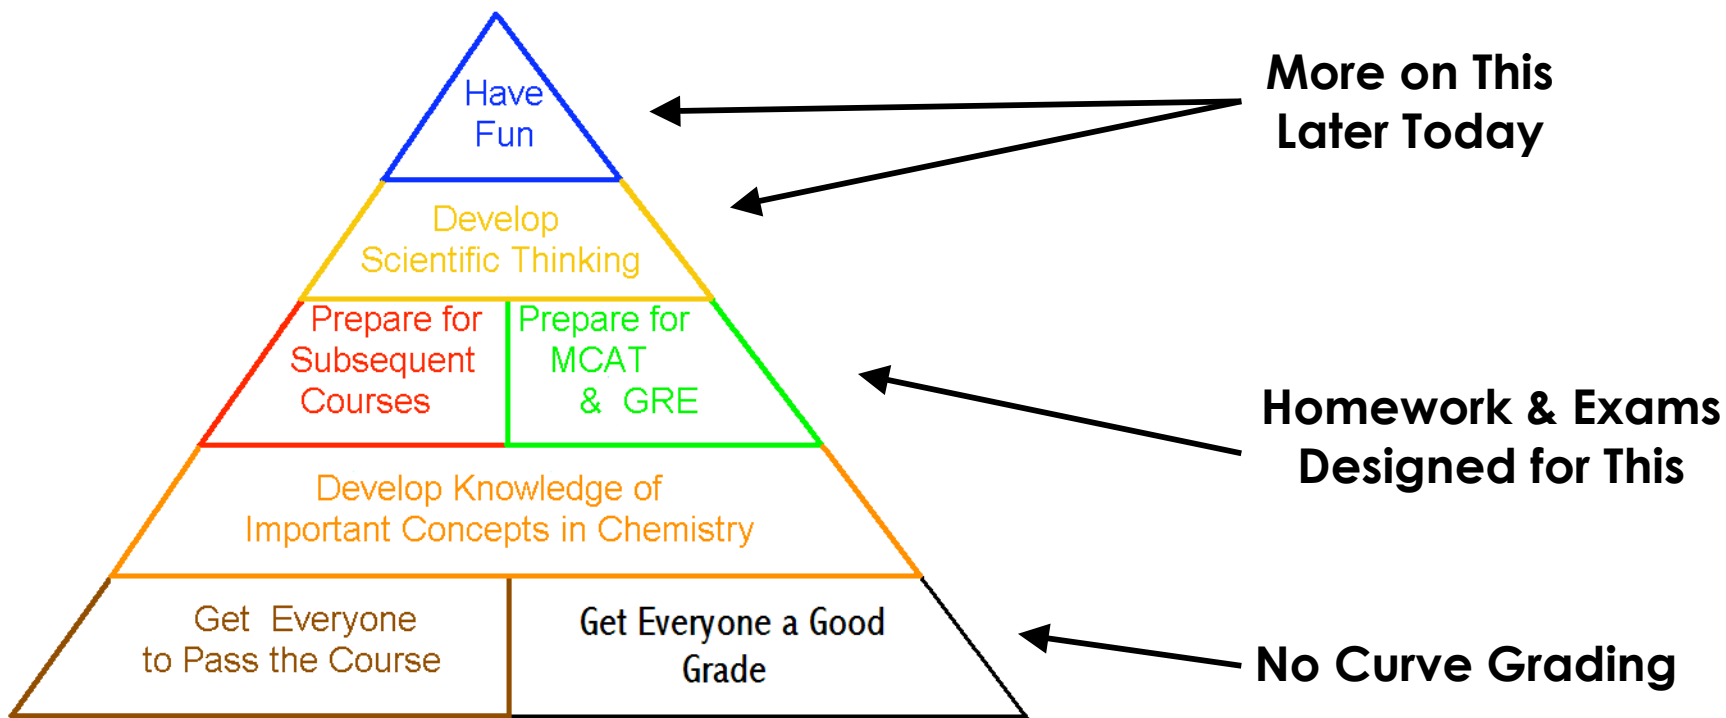 Have
Fun
More on This
Later Today
Develop
Scientific Thinking
Prepare for
Subsequent
Courses
Prepare for
MCAT
& GRE
Homework & Exams
Designed for This
Develop Knowledge of
Important Concepts in Chemistry
Get Everyone
to Pass the Course
Get Everyone a Good
Grade
No Curve Grading